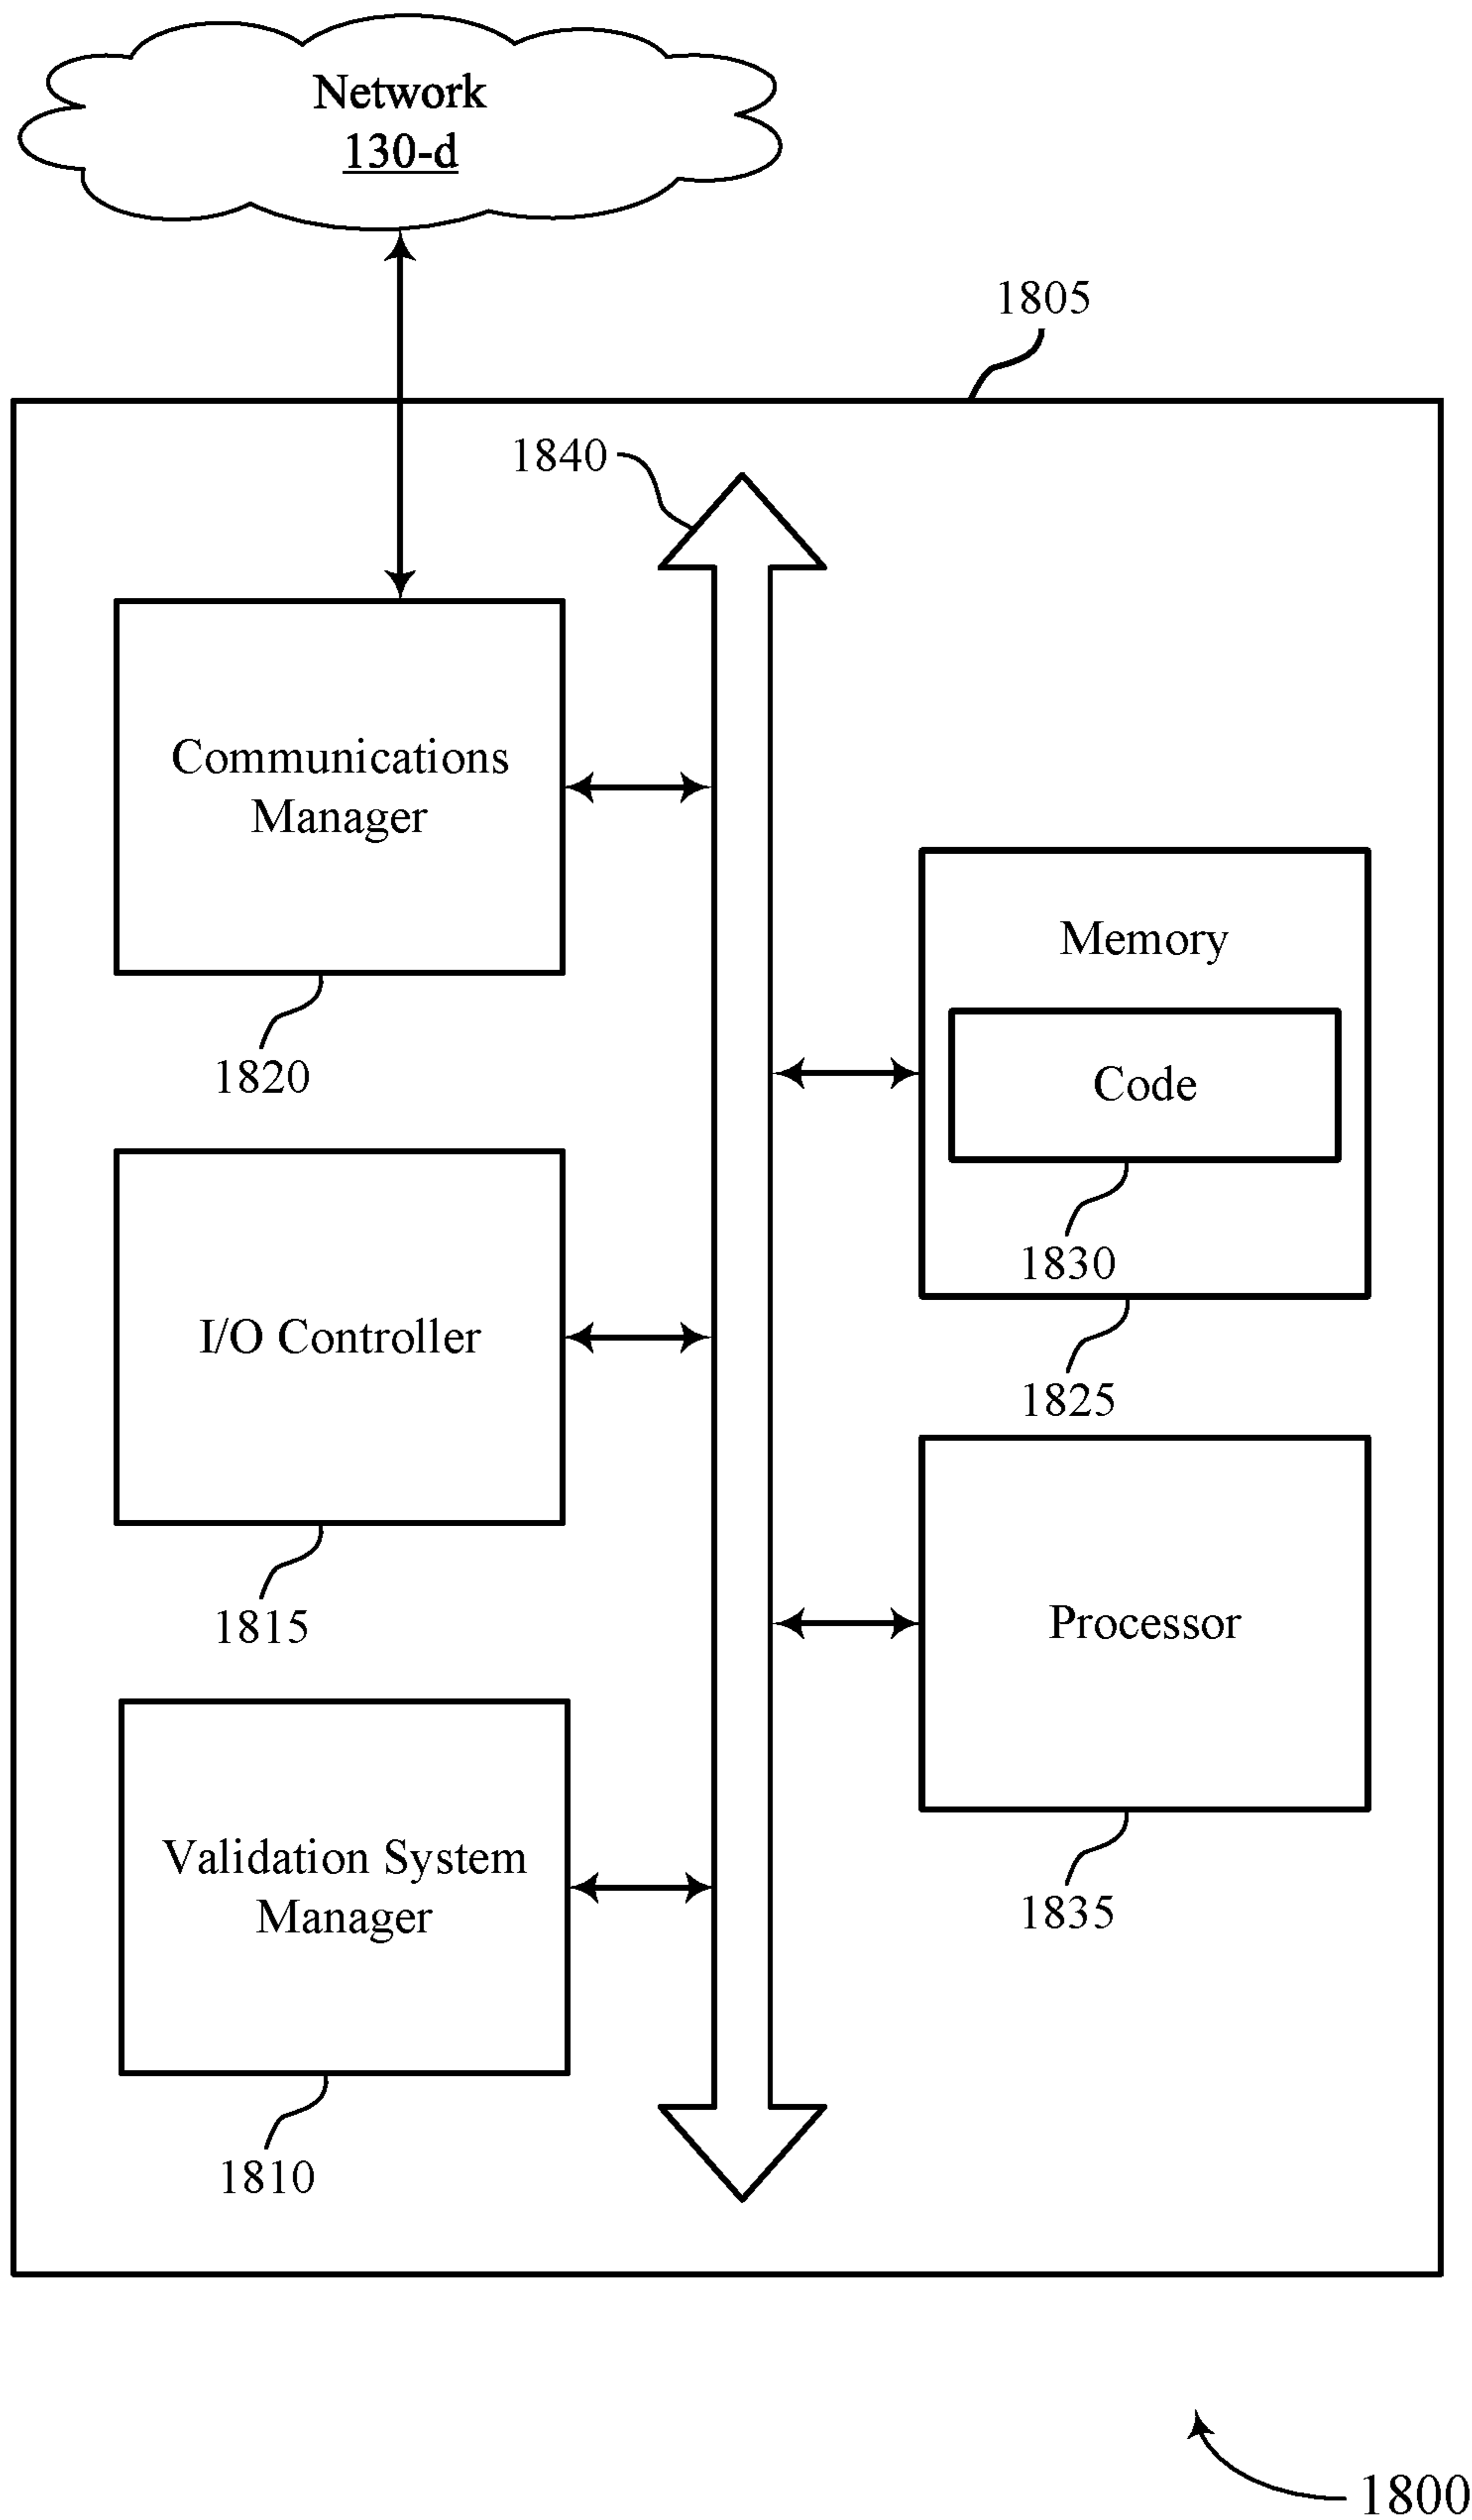 Network
130-d
1805
1840
Communications
Manager
1820
Memory
Code
1830
1825
I/O Controller
1815
Processor
1835
Validation System
Manager
1810
1800